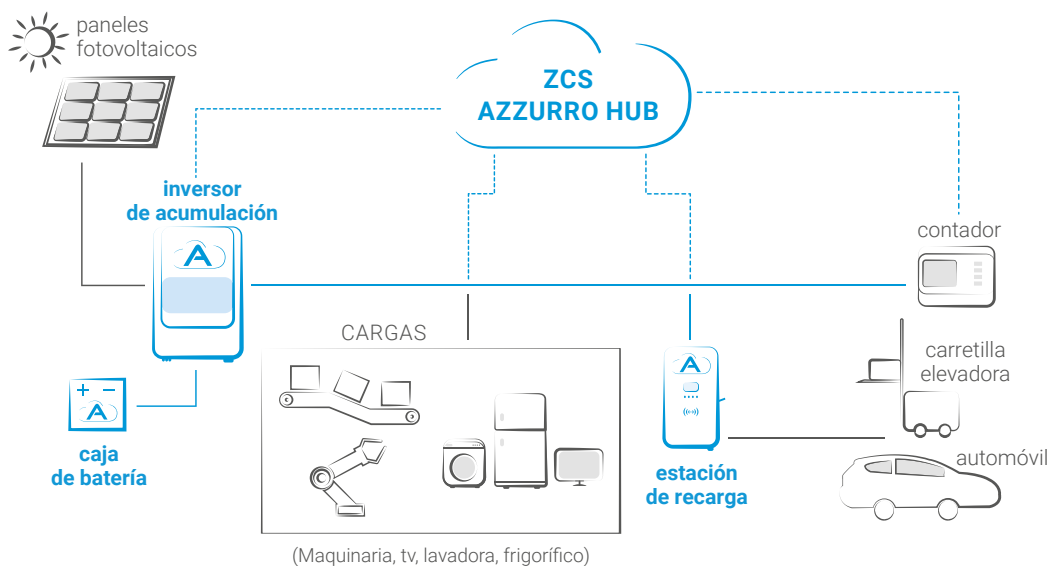 paneles
fotovoltaicos
ZCS
AZZURRO HUB
inversor
de acumulación
A
contador
CARGAS
carretilla
elevadora
A
+ −
A
caja
de batería
estación
de recarga
automóvil
(Maquinaria, tv, lavadora, frigorífico)